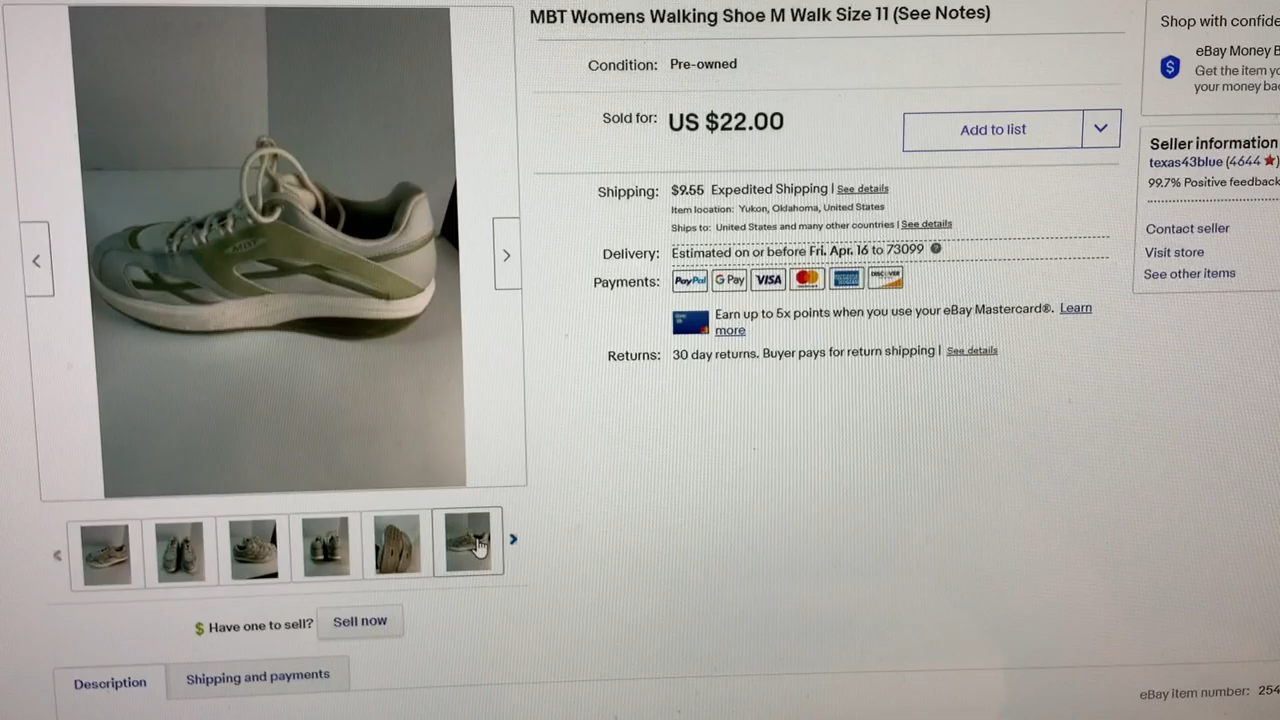 MBT Womens Walking Shoe M Walk Size 11 (See Notes)
Condition: Pre-owned
Sold for: US $22.00
Add to list
Shipping: $9.55 Expedited Shipping | See details
Item location: Yukon, Oklahoma, United States
Ships to: United States and many other countries | See details
Delivery: Estimated on or before Fri. Apr. 16 to 73099
Payments: PayPal G Pay VISA DISCOVER
Earn up to 5x points when you use your eBay Mastercard®. Learn
more
Returns: 30 day returns. Buyer pays for return shipping | See details
Shop with confide
eBay Money B
Get the item yo
your money bac
Seller information
texas43blue (4644 )
99.7% Positive feedback
Contact seller
Visit store
See other items
MBT
$ Have one to sell? Sell now
Description
Shipping and payments
eBay item number: 254